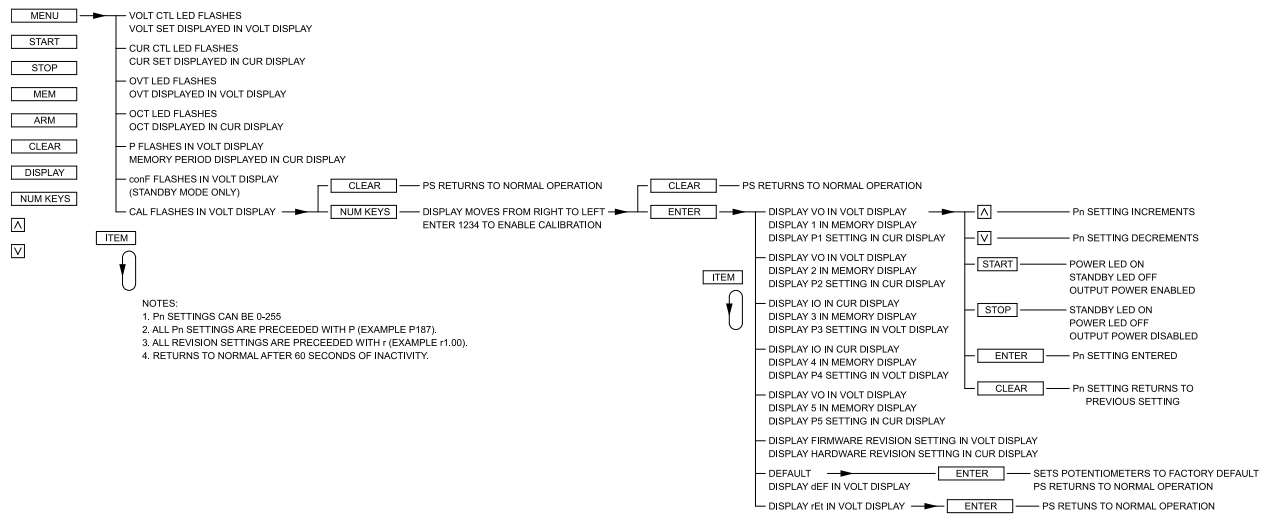 MENU
START
STOP
MEM
ARM
CLEAR
DISPLAY
NUM KEYS
Λ
V
VOLT CTL LED FLASHES
VOLT SET DISPLAYED IN VOLT DISPLAY
CUR CTL LED FLASHES
CUR SET DISPLAYED IN CUR DISPLAY
OVT LED FLASHES
OVT DISPLAYED IN VOLT DISPLAY
OCT LED FLASHES
OCT DISPLAYED IN CUR DISPLAY
P FLASHES IN VOLT DISPLAY
MEMORY PERIOD DISPLAYED IN CUR DISPLAY
conF FLASHES IN VOLT DISPLAY
(STANDBY MODE ONLY)
CAL FLASHES IN VOLT DISPLAY
ITEM
CLEAR
PS RETURNS TO NORMAL OPERATION
NUM KEYS
DISPLAY MOVES FROM RIGHT TO LEFT
ENTER 1234 TO ENABLE CALIBRATION
CLEAR
PS RETURNS TO NORMAL OPERATION
ENTER
ITEM
DISPLAY VO IN VOLT DISPLAY
DISPLAY 1 IN MEMORY DISPLAY
DISPLAY P1 SETTING IN CUR DISPLAY
DISPLAY VO IN VOLT DISPLAY
DISPLAY 2 IN MEMORY DISPLAY
DISPLAY P2 SETTING IN CUR DISPLAY
DISPLAY IO IN CUR DISPLAY
DISPLAY 3 IN MEMORY DISPLAY
DISPLAY P3 SETTING IN VOLT DISPLAY
DISPLAY IO IN CUR DISPLAY
DISPLAY 4 IN MEMORY DISPLAY
DISPLAY P4 SETTING IN VOLT DISPLAY
DISPLAY VO IN VOLT DISPLAY
DISPLAY 5 IN MEMORY DISPLAY
DISPLAY P5 SETTING IN CUR DISPLAY
DISPLAY FIRMWARE REVISION SETTING IN VOLT DISPLAY
DISPLAY HARDWARE REVISION SETTING IN CUR DISPLAY
DEFAULT
DISPLAY dEF IN VOLT DISPLAY
ENTER
SETS POTENTIOMETERS TO FACTORY DEFAULT
PS RETURNS TO NORMAL OPERATION
DISPLAY rEt IN VOLT DISPLAY
ENTER
PS RETUNS TO NORMAL OPERATION
Λ
Pn SETTING INCREMENTS
V
Pn SETTING DECREMENTS
START
POWER LED ON
STANDBY LED OFF
OUTPUT POWER ENABLED
STOP
STANDBY LED ON
POWER LED OFF
OUTPUT POWER DISABLED
ENTER
Pn SETTING ENTERED
CLEAR
Pn SETTING RETURNS TO
PREVIOUS SETTING
NOTES:
1. Pn SETTINGS CAN BE 0-255
2. ALL Pn SETTINGS ARE PRECEEDED WITH P (EXAMPLE P187).
3. ALL REVISION SETTINGS ARE PRECEEDED WITH r (EXAMPLE r1.00).
4. RETURNS TO NORMAL AFTER 60 SECONDS OF INACTIVITY.